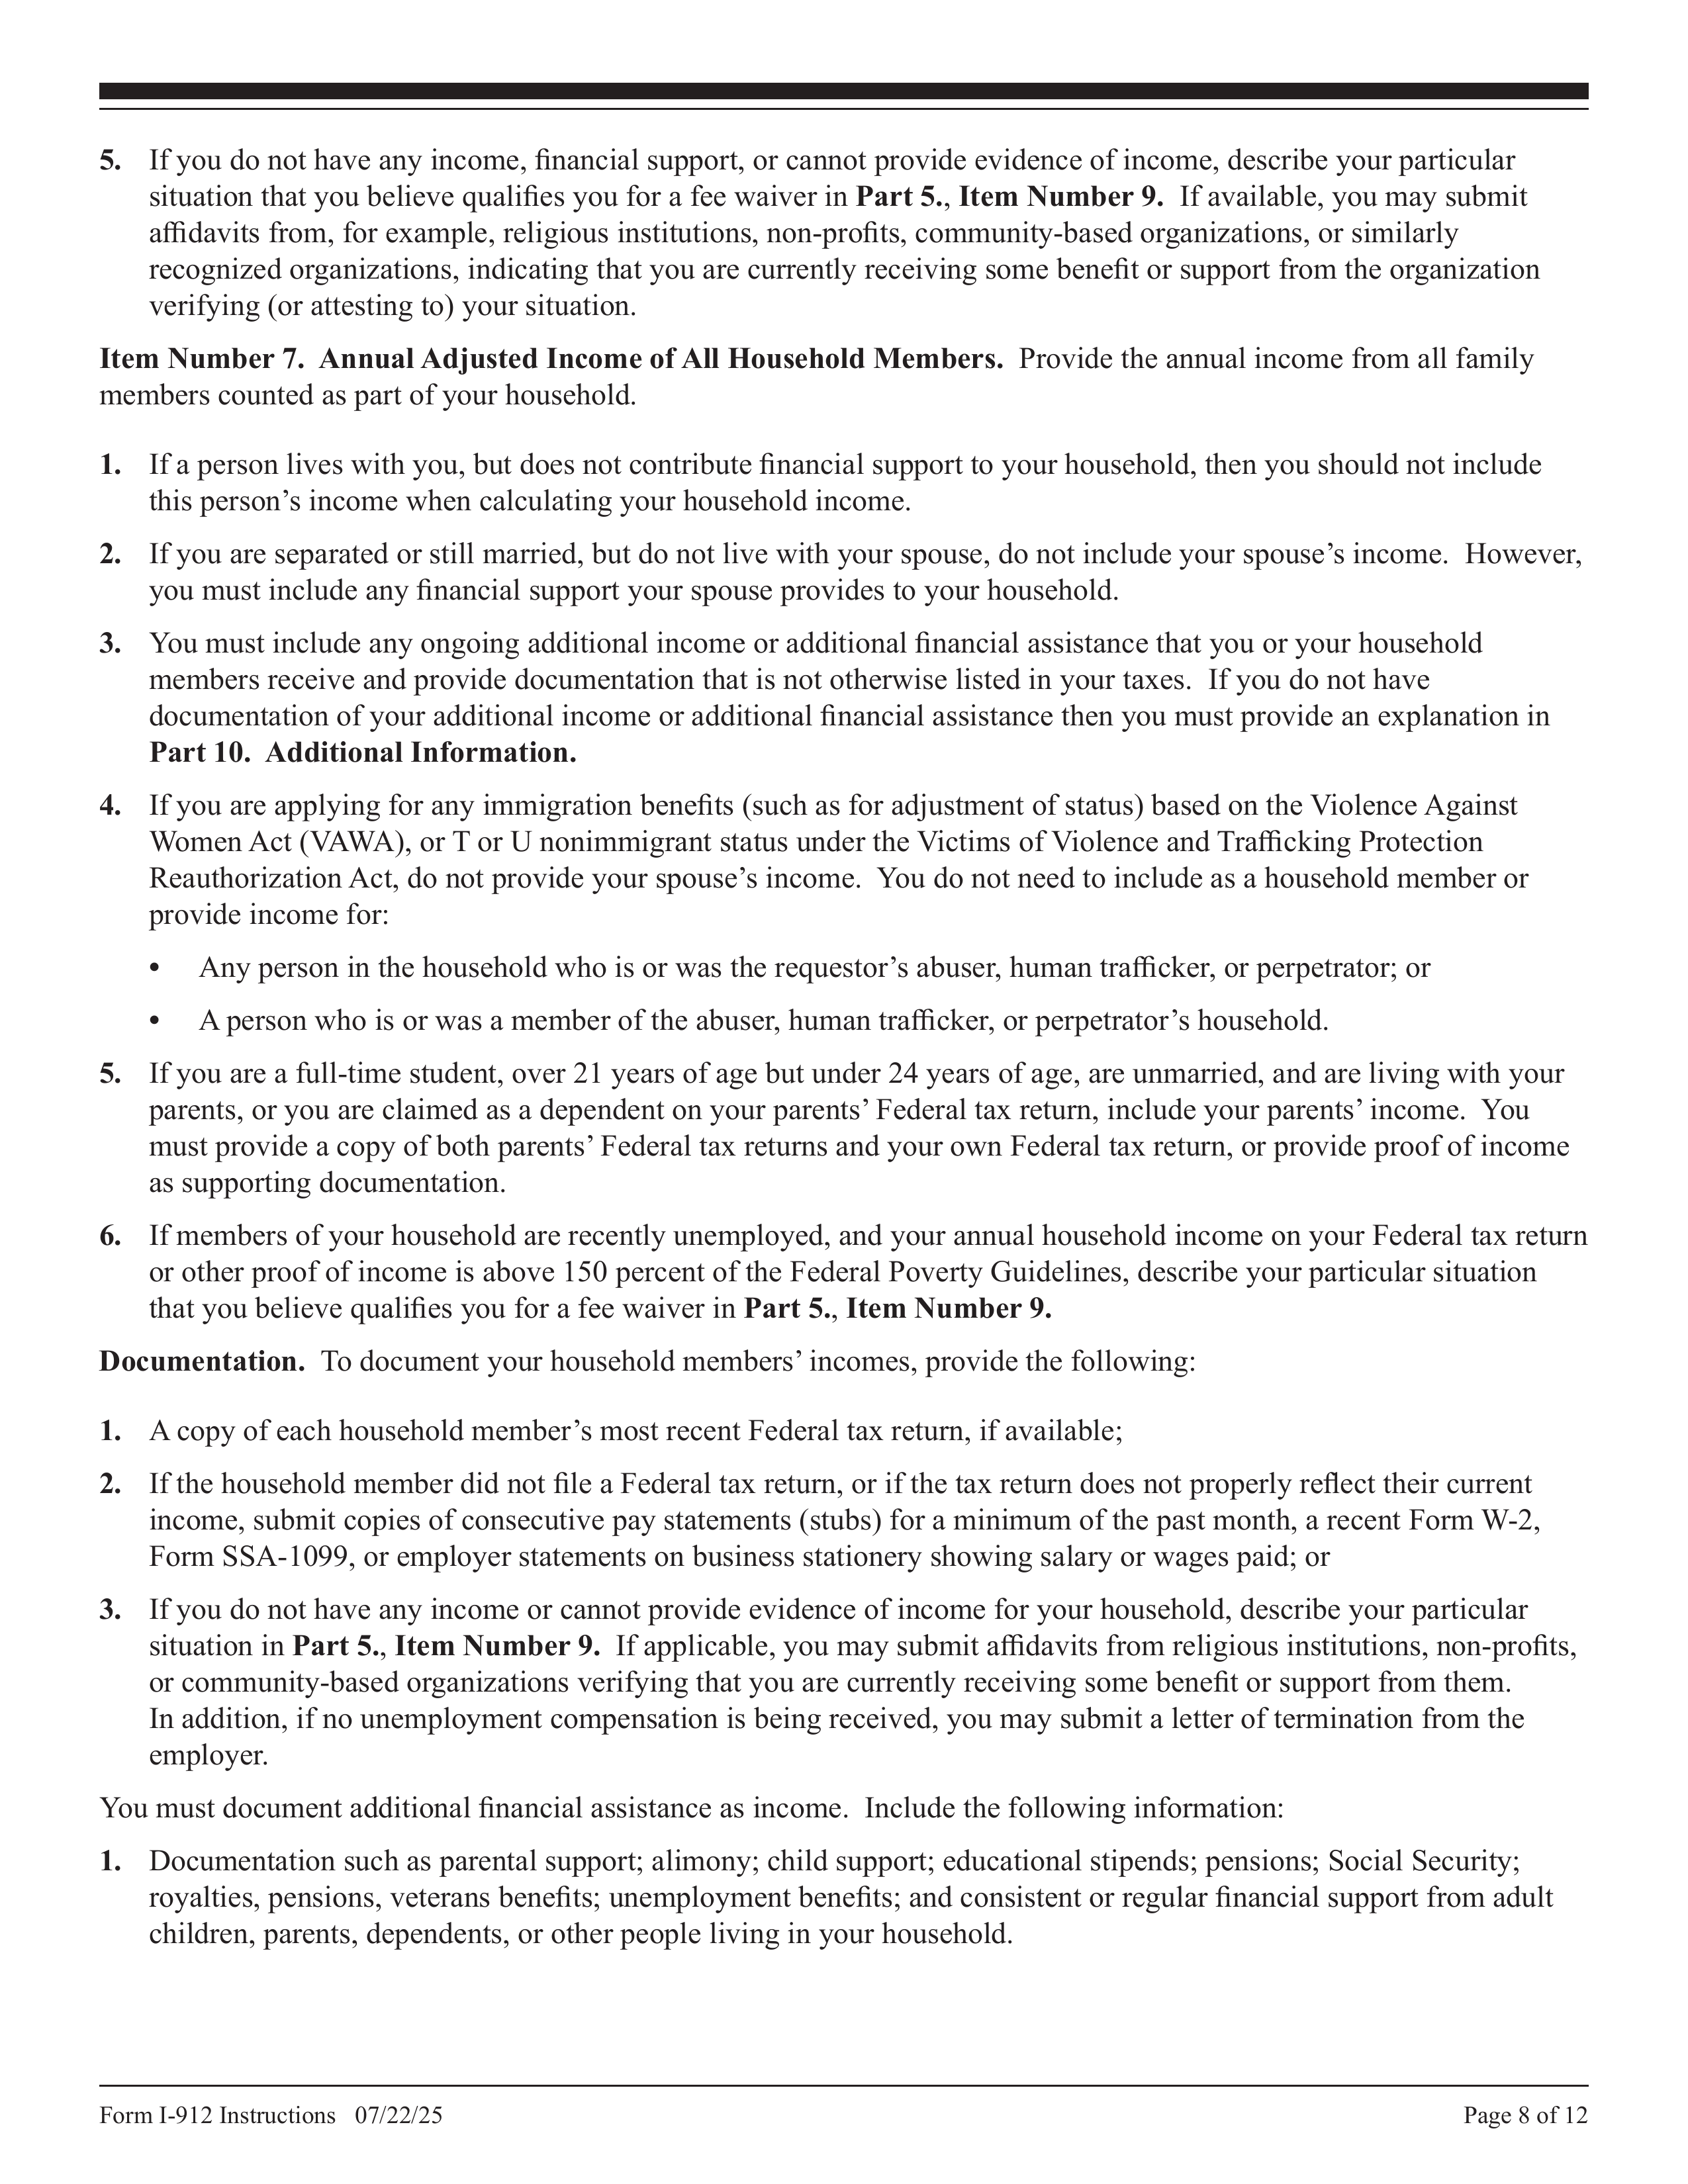 5. If you do not have any income, financial support, or cannot provide evidence of income, describe your particular
situation that you believe qualifies you for a fee waiver in Part 5., Item Number 9. If available, you may submit
affidavits from, for example, religious institutions, non-profits, community-based organizations, or similarly
recognized organizations, indicating that you are currently receiving some benefit or support from the organization
verifying (or attesting to) your situation.
Item Number 7. Annual Adjusted Income of All Household Members. Provide the annual income from all family
members counted as part of your household.
1. If a person lives with you, but does not contribute financial support to your household, then you should not include
this person’s income when calculating your household income.
2. If you are separated or still married, but do not live with your spouse, do not include your spouse’s income. However,
you must include any financial support your spouse provides to your household.
3. You must include any ongoing additional income or additional financial assistance that you or your household
members receive and provide documentation that is not otherwise listed in your taxes. If you do not have
documentation of your additional income or additional financial assistance then you must provide an explanation in
Part 10. Additional Information.
4. If you are applying for any immigration benefits (such as for adjustment of status) based on the Violence Against
Women Act (VAWA), or T or U nonimmigrant status under the Victims of Violence and Trafficking Protection
Reauthorization Act, do not provide your spouse’s income. You do not need to include as a household member or
provide income for:
• Any person in the household who is or was the requestor’s abuser, human trafficker, or perpetrator; or
• A person who is or was a member of the abuser, human trafficker, or perpetrator’s household.
5. If you are a full-time student, over 21 years of age but under 24 years of age, are unmarried, and are living with your
parents, or you are claimed as a dependent on your parents’ Federal tax return, include your parents’ income. You
must provide a copy of both parents’ Federal tax returns and your own Federal tax return, or provide proof of income
as supporting documentation.
6. If members of your household are recently unemployed, and your annual household income on your Federal tax return
or other proof of income is above 150 percent of the Federal Poverty Guidelines, describe your particular situation
that you believe qualifies you for a fee waiver in Part 5., Item Number 9.
Documentation. To document your household members’ incomes, provide the following:
1. A copy of each household member’s most recent Federal tax return, if available;
2. If the household member did not file a Federal tax return, or if the tax return does not properly reflect their current
income, submit copies of consecutive pay statements (stubs) for a minimum of the past month, a recent Form W-2,
Form SSA-1099, or employer statements on business stationery showing salary or wages paid; or
3. If you do not have any income or cannot provide evidence of income for your household, describe your particular
situation in Part 5., Item Number 9. If applicable, you may submit affidavits from religious institutions, non-profits,
or community-based organizations verifying that you are currently receiving some benefit or support from them.
In addition, if no unemployment compensation is being received, you may submit a letter of termination from the
employer.
You must document additional financial assistance as income. Include the following information:
1. Documentation such as parental support; alimony; child support; educational stipends; pensions; Social Security;
royalties, pensions, veterans benefits; unemployment benefits; and consistent or regular financial support from adult
children, parents, dependents, or other people living in your household.
Form I-912 Instructions 07/22/25
Page 8 of 12